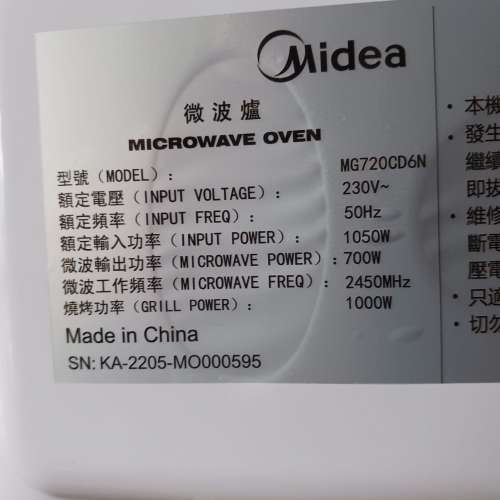 Midea
微波爐
MICROWAVE OVEN
型號（MODEL）： MG720CD6N
額定電壓（INPUT VOLTAGE）： 230V~
額定頻率（INPUT FREQ）： 50Hz
額定輸入功率（INPUT POWER）： 1050W
微波輸出功率（MICROWAVE POWER）：700W
微波工作頻率（MICROWAVE FREQ）： 2450MHz
燒烤功率（GRILL POWER）： 1000W
Made in China
SN: KA-2205-MO000595
· 本機
· 發生
繼續
即拔
· 維修
斷電
壓電
· 只適
· 切勿